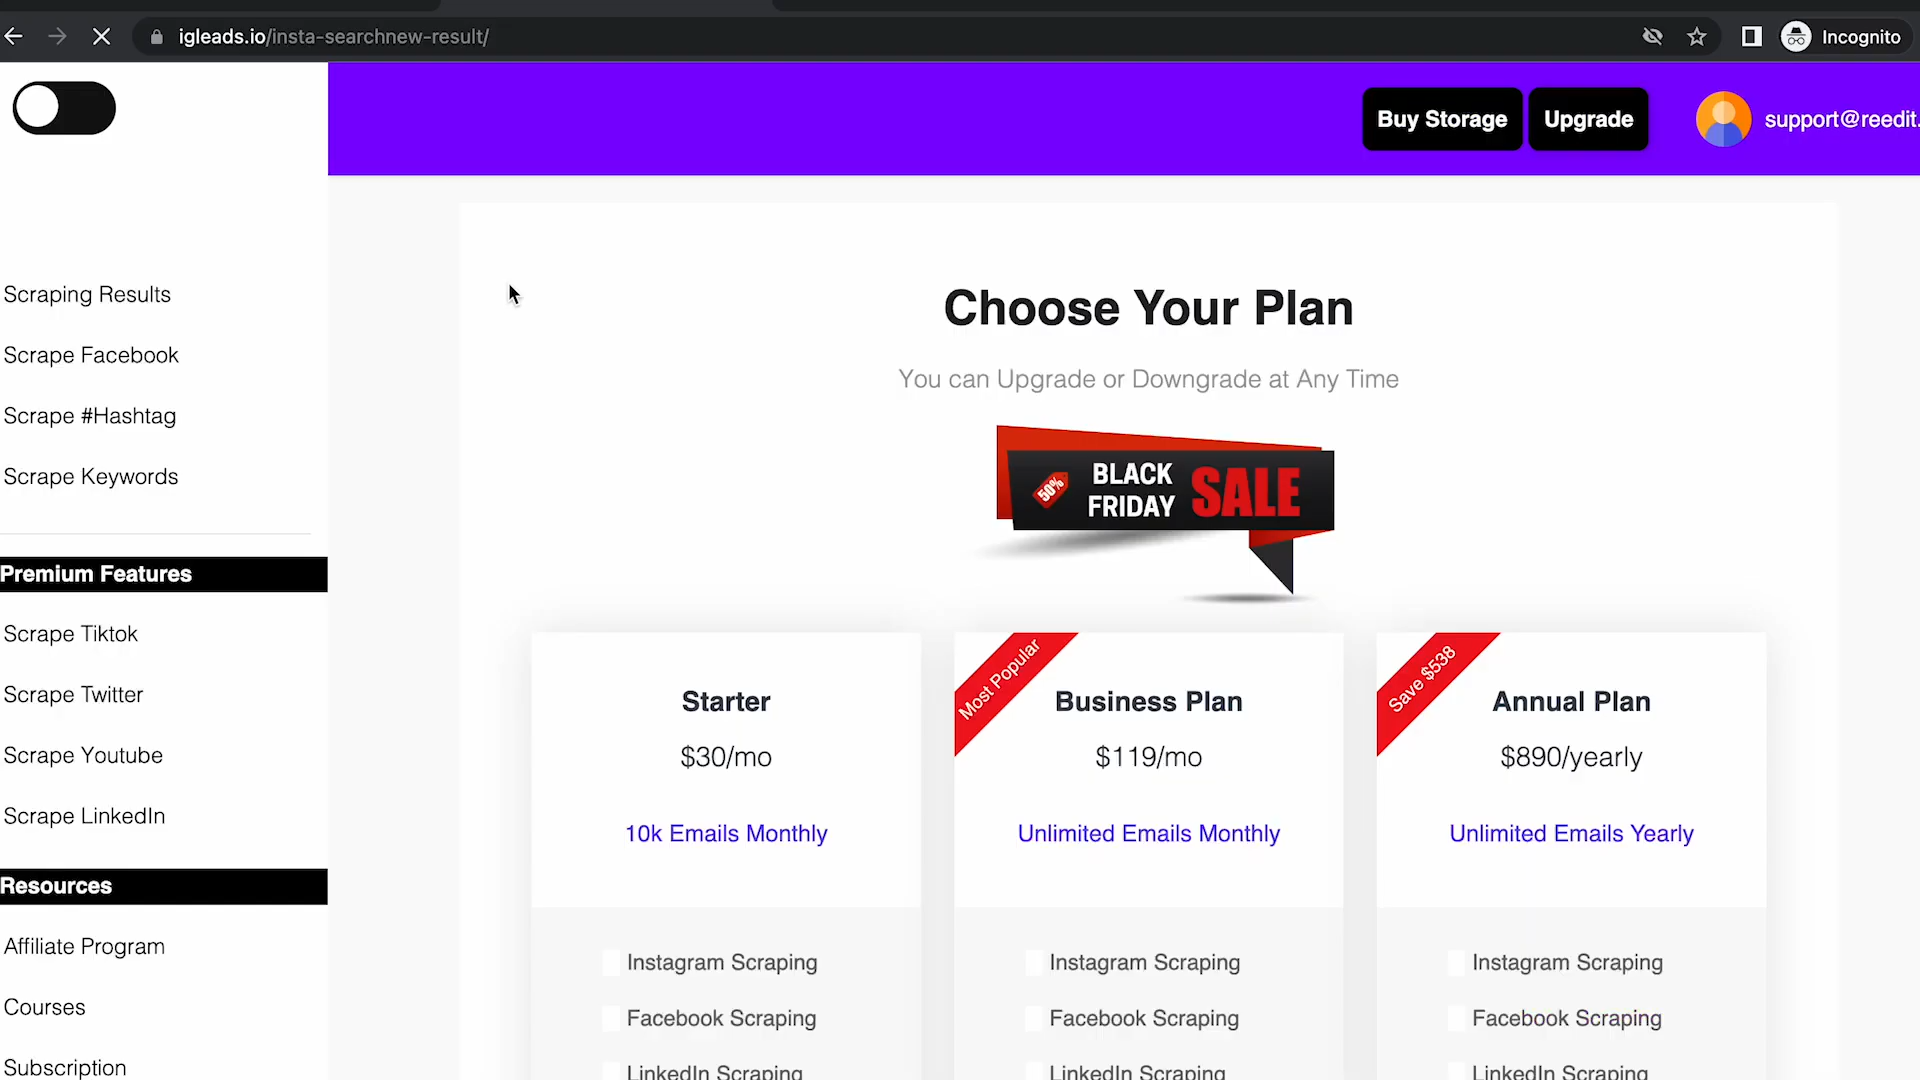 igleads.io/insta-searchnew-result/
Incognito
Buy Storage
Upgrade
support@reedit.
Scraping Results
Scrape Facebook
Scrape #Hashtag
Scrape Keywords
Premium Features
Scrape Tiktok
Scrape Twitter
Scrape Youtube
Scrape LinkedIn
Resources
Affiliate Program
Courses
Subscription
Choose Your Plan
You can Upgrade or Downgrade at Any Time
50%
BLACK
FRIDAY
SALE
Starter
$30/mo
10k Emails Monthly
Instagram Scraping
Facebook Scraping
LinkedIn Scraping
Most Popular
Business Plan
$119/mo
Unlimited Emails Monthly
Instagram Scraping
Facebook Scraping
LinkedIn Scraping
Save $538
Annual Plan
$890/yearly
Unlimited Emails Yearly
Instagram Scraping
Facebook Scraping
LinkedIn Scraping